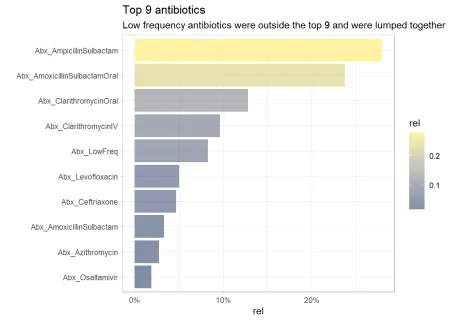 Top 9 antibiotics
Low frequency antibiotics were outside the top 9 and were lumped together
Abx_AmpicillinSulbactam
Abx_AmoxicillinSulbactamOral
Abx_ClarithromycinOral
Abx_ClarithromycinIV
Abx_LowFreq
Abx_Levofloxacin
Abx_Ceftriaxone
Abx_AmoxicillinSulbactam
Abx_Azithromycin
Abx_Oseltamivir
0% 10% 20%
rel
rel
0.2
0.1